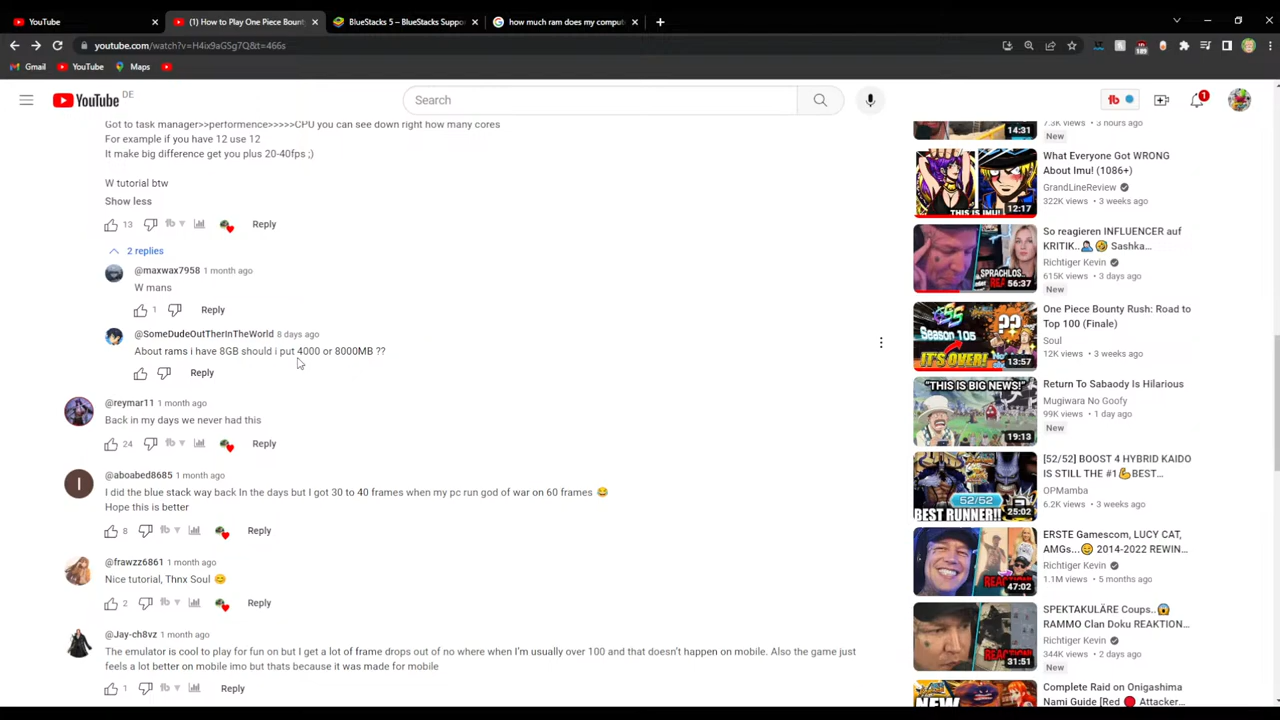 YouTube
(1) How to Play One Piece Bount
BlueStacks 5 – BlueStacks Suppo
how much ram does my comput
youtube.com/watch?v=H4ix9aGSg7Q&t=466s
189
Gmail
YouTube
Maps
YouTube DE
Search
1
Got to task manager>>performence>>>>>CPU you can see down right how many cores
For example if you have 12 use 12
It make big difference get you plus 20-40fps ;)
W tutorial btw
Show less
13
Reply
2 replies
@maxwax7958 1 month ago
W mans
1
Reply
@SomeDudeOutTherInTheWorld 8 days ago
About rams i have 8GB should i put 4000 or 8000MB ??
Reply
@reymar11 1 month ago
Back in my days we never had this
24
Reply
@aboabed8685 1 month ago
I did the blue stack way back In the days but I got 30 to 40 frames when my pc run god of war on 60 frames 😂
Hope this is better
8
Reply
@frawzz6861 1 month ago
Nice tutorial, Thnx Soul 😊
2
Reply
@Jay-ch8vz 1 month ago
The emulator is cool to play for fun on but I get a lot of frame drops out of no where when I'm usually over 100 and that doesn't happen on mobile. Also the game just
feels a lot better on mobile imo but thats because it was made for mobile
1
Reply
14:31
7.3K views • 3 hours ago
New
THIS IS IMU!
12:17
What Everyone Got WRONG
About Imu! (1086+)
GrandLineReview
322K views • 3 weeks ago
SPRACHLOS..
56:37
So reagieren INFLUENCER auf
KRITIK..🤷🤣 Sashka…
Richtiger Kevin
615K views • 3 days ago
New
Season 105
??
IT'S OVER!
13:57
One Piece Bounty Rush: Road to
Top 100 (Finale)
Soul
12K views • 3 weeks ago
"THIS IS BIG NEWS!"
19:13
Return To Sabaody Is Hilarious
Mugiwara No Goofy
99K views • 1 day ago
New
52/52
BEST RUNNER!!
25:02
[52/52] BOOST 4 HYBRID KAIDO
IS STILL THE #1💪BEST…
OPMamba
6.2K views • 3 weeks ago
REACTION!
47:02
ERSTE Gamescom, LUCY CAT,
AMGs...😏 2014-2022 REWIN…
Richtiger Kevin
1.1M views • 5 months ago
31:51
SPEKTAKULÄRE Coups..😱
RAMMO Clan Doku REAKTION…
Richtiger Kevin
344K views • 2 days ago
New
Complete Raid on Onigashima
Nami Guide [Red 🔴 Attacker…
NEW